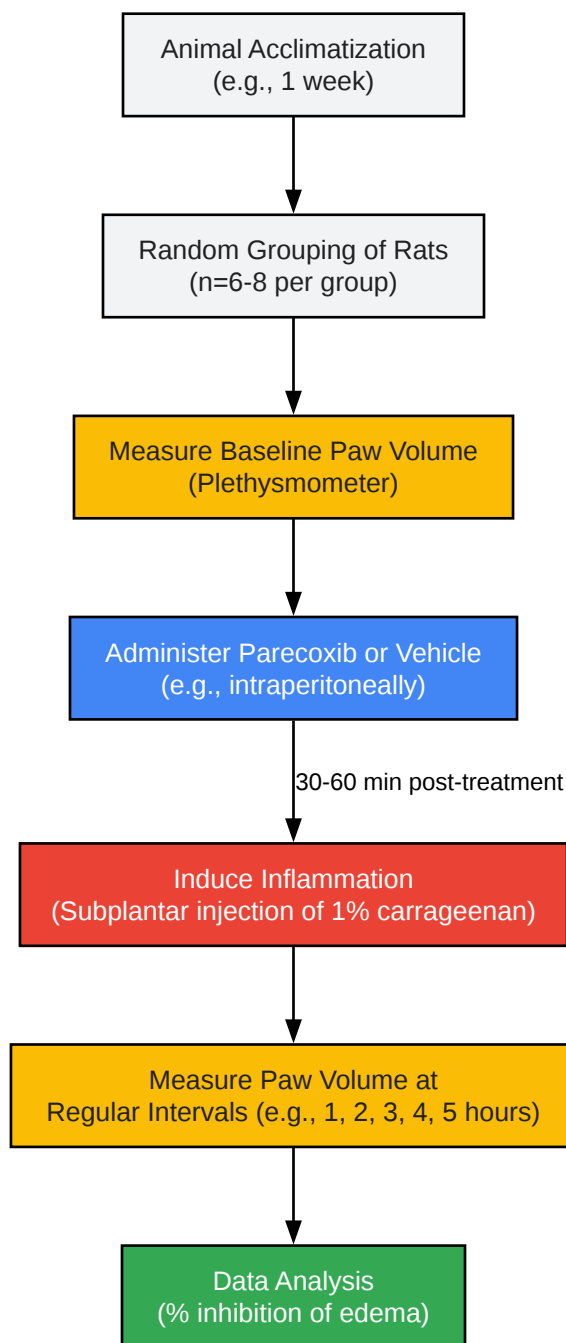 Animal Acclimatization
(e.g., 1 week)
Random Grouping of Rats
(n=6-8 per group)
Measure Baseline Paw Volume
(Plethysmometer)
Administer Parecoxib or Vehicle
(e.g., intraperitoneally)
30-60 min post-treatment
Induce Inflammation
(Subplantar injection of 1% carrageenan)
Measure Paw Volume at
Regular Intervals (e.g., 1, 2, 3, 4, 5 hours)
Data Analysis
(% inhibition of edema)